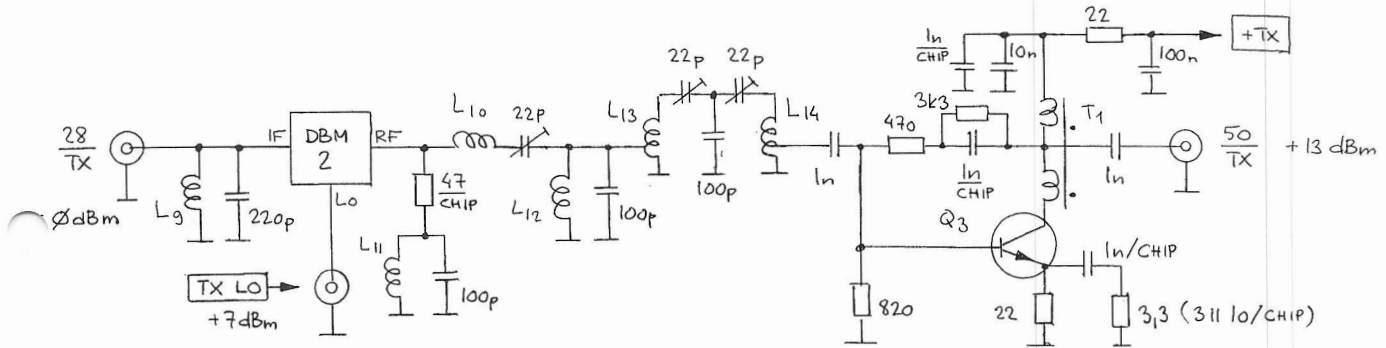 28
TX
Ø dBm
L9
220p
IF
DBM
2
RF
LO
TX LO
+7dBm
L10
47
CHIP
L11
100p
22p
L12
100p
L13
22p
22p
100p
L14
1n
470
3k3
1n
CHIP
820
1n
CHIP
10n
22
100n
+TX
T1
1n
50
TX
+13 dBm
Q3
1n/CHIP
22
3,3 (3 || 10/CHIP)